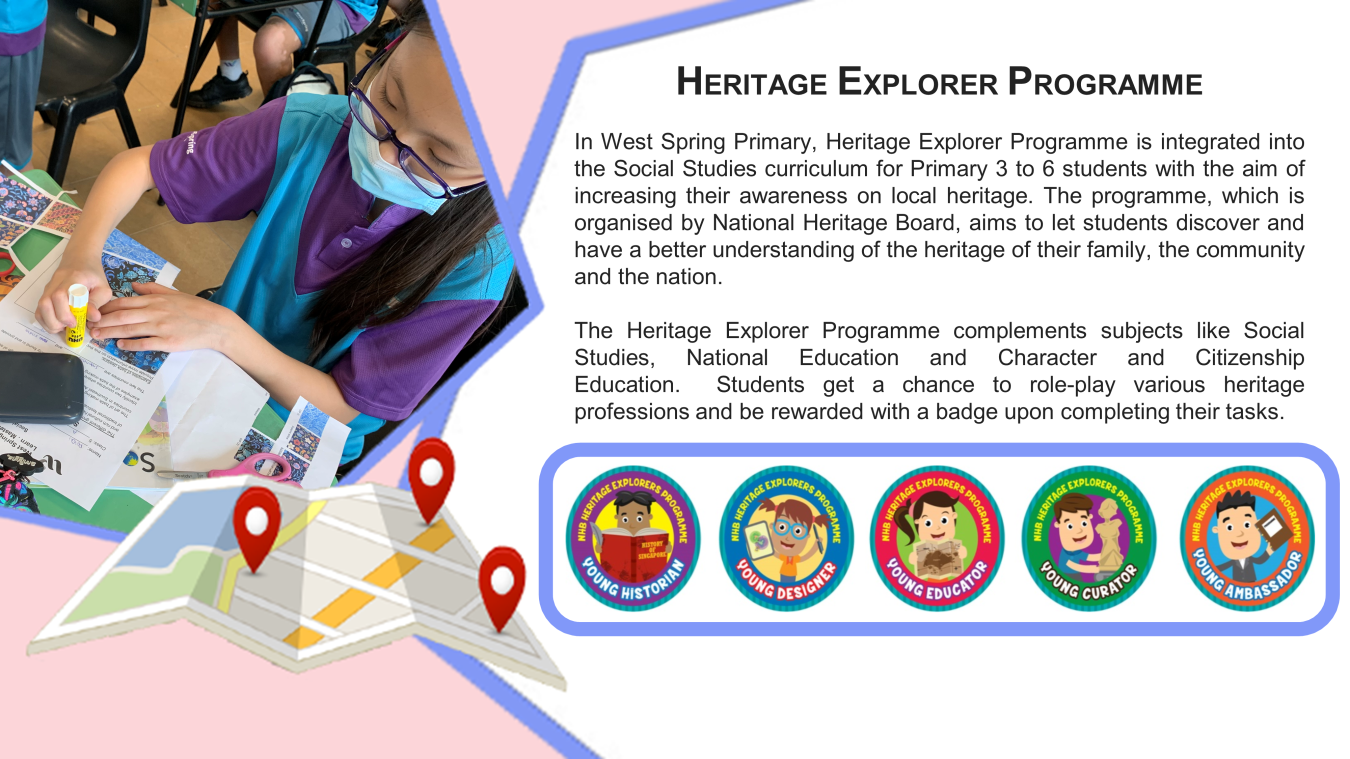 HERITAGE EXPLORER PROGRAMME
In West Spring Primary, Heritage Explorer Programme is integrated into
the Social Studies curriculum for Primary 3 to 6 students with the aim of
increasing their awareness on local heritage. The programme, which is
organised by National Heritage Board, aims to let students discover and
have a better understanding of the heritage of their family, the community
and the nation.
The Heritage Explorer Programme complements subjects like Social
Studies, National Education and Character and Citizenship
Education. Students get a chance to role-play various heritage
professions and be rewarded with a badge upon completing their tasks.
NHB HERITAGE EXPLORERS PROGRAMME
HISTORY
OF
SINGAPORE
YOUNG HISTORIAN
NHB HERITAGE EXPLORERS PROGRAMME
YOUNG DESIGNER
NHB HERITAGE EXPLORERS PROGRAMME
YOUNG EDUCATOR
NHB HERITAGE EXPLORERS PROGRAMME
YOUNG CURATOR
NHB HERITAGE EXPLORERS PROGRAMME
YOUNG AMBASSADOR